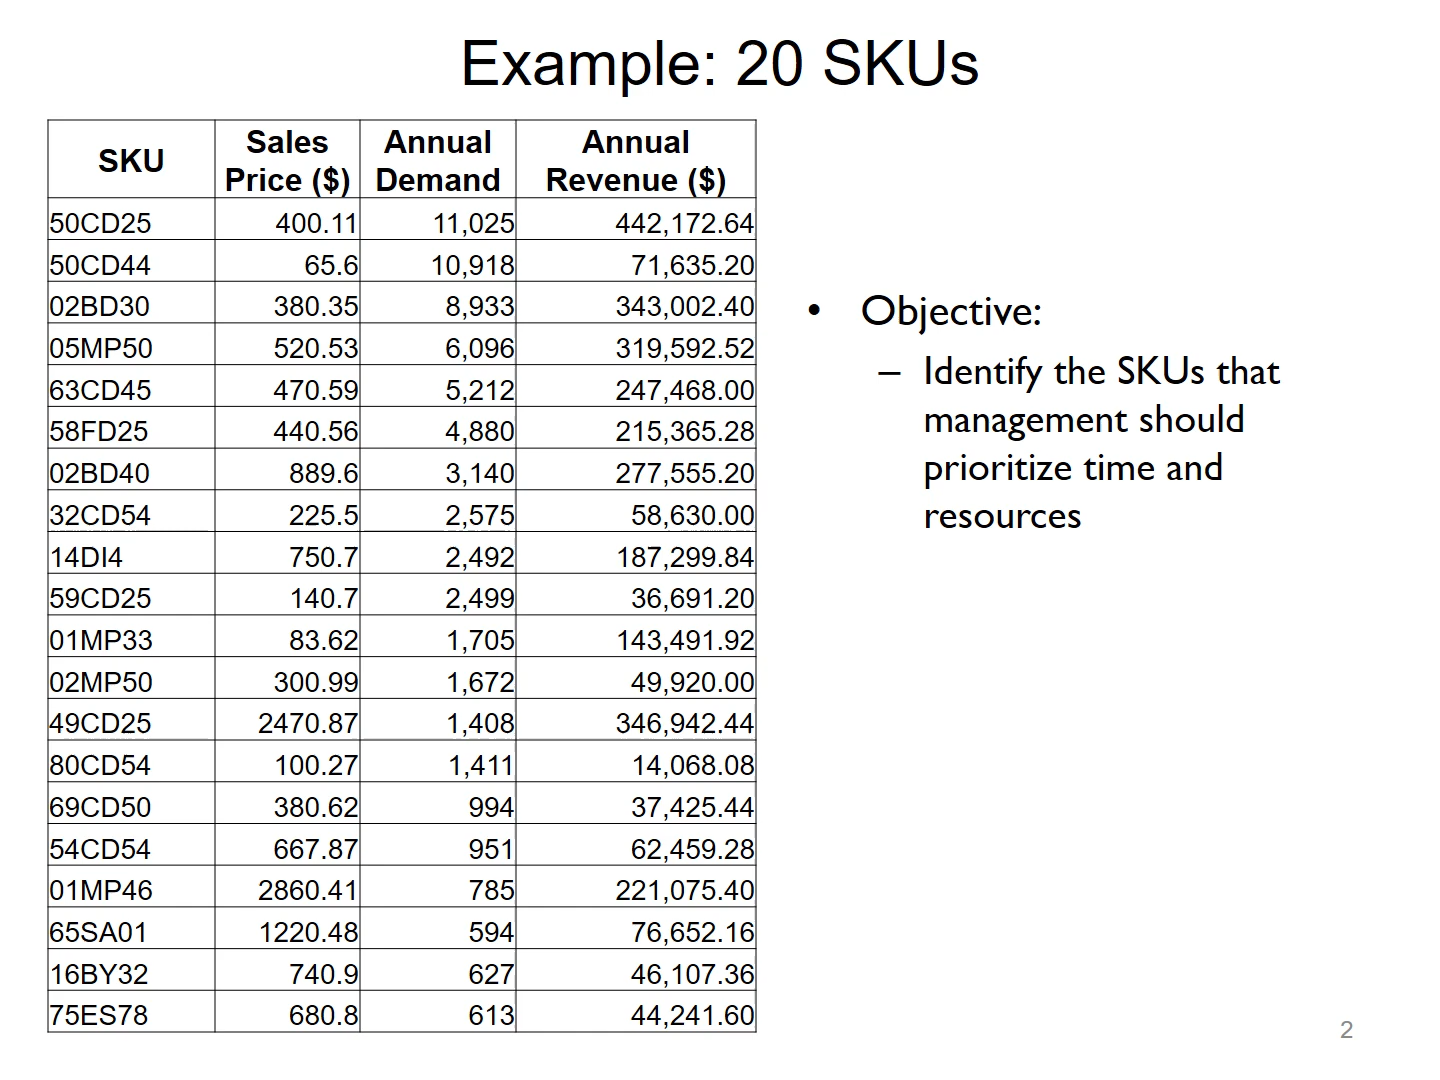 Example: 20 SKUs
SKU Sales Price ($) Annual Demand Annual Revenue ($)
50CD25 400.11 11,025 442,172.64
50CD44 65.6 10,918 71,635.20
02BD30 380.35 8,933 343,002.40
05MP50 520.53 6,096 319,592.52
63CD45 470.59 5,212 247,468.00
58FD25 440.56 4,880 215,365.28
02BD40 889.6 3,140 277,555.20
32CD54 225.5 2,575 58,630.00
14DI4 750.7 2,492 187,299.84
59CD25 140.7 2,499 36,691.20
01MP33 83.62 1,705 143,491.92
02MP50 300.99 1,672 49,920.00
49CD25 2470.87 1,408 346,942.44
80CD54 100.27 1,411 14,068.08
69CD50 380.62 994 37,425.44
54CD54 667.87 951 62,459.28
01MP46 2860.41 785 221,075.40
65SA01 1220.48 594 76,652.16
16BY32 740.9 627 46,107.36
75ES78 680.8 613 44,241.60
• Objective:
– Identify the SKUs that
management should
prioritize time and
resources
2